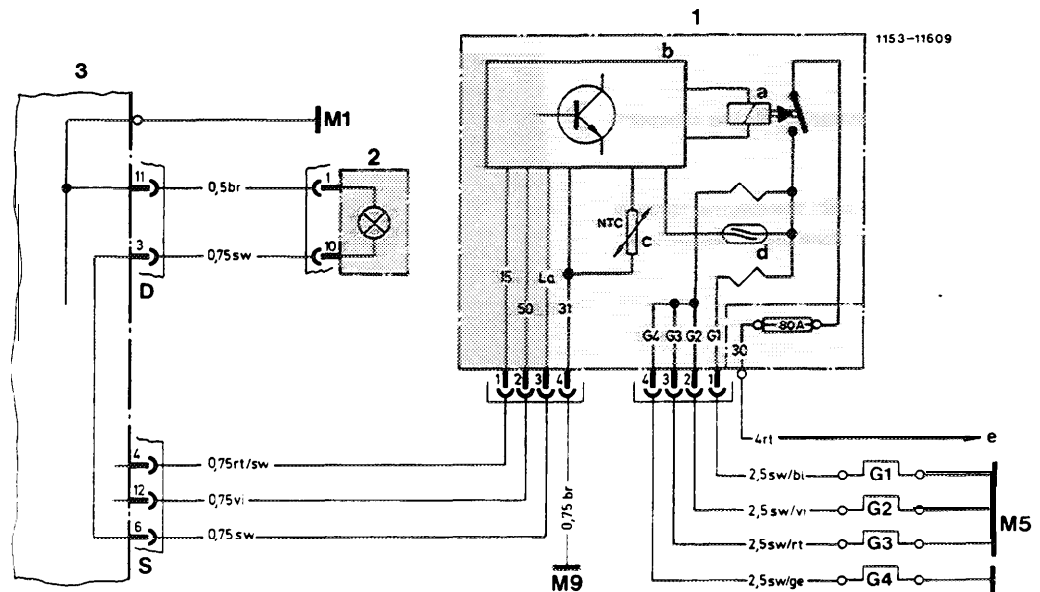 1
1153-11609
3
b
a
M1
2
11
0,5br
1
3
0,75sw
10
D
NTC
c
d
15
La
50
31
G4
G3
G2
G1
80A
30
1
2
3
4
4
3
2
1
4rt
e
4
0,75rt/sw
2,5sw/bl
G1
12
0,75vi
0,75 br
2,5sw/vi
G2
M5
6
0,75sw
2,5sw/rt
G3
S
M9
2,5sw/ge
G4